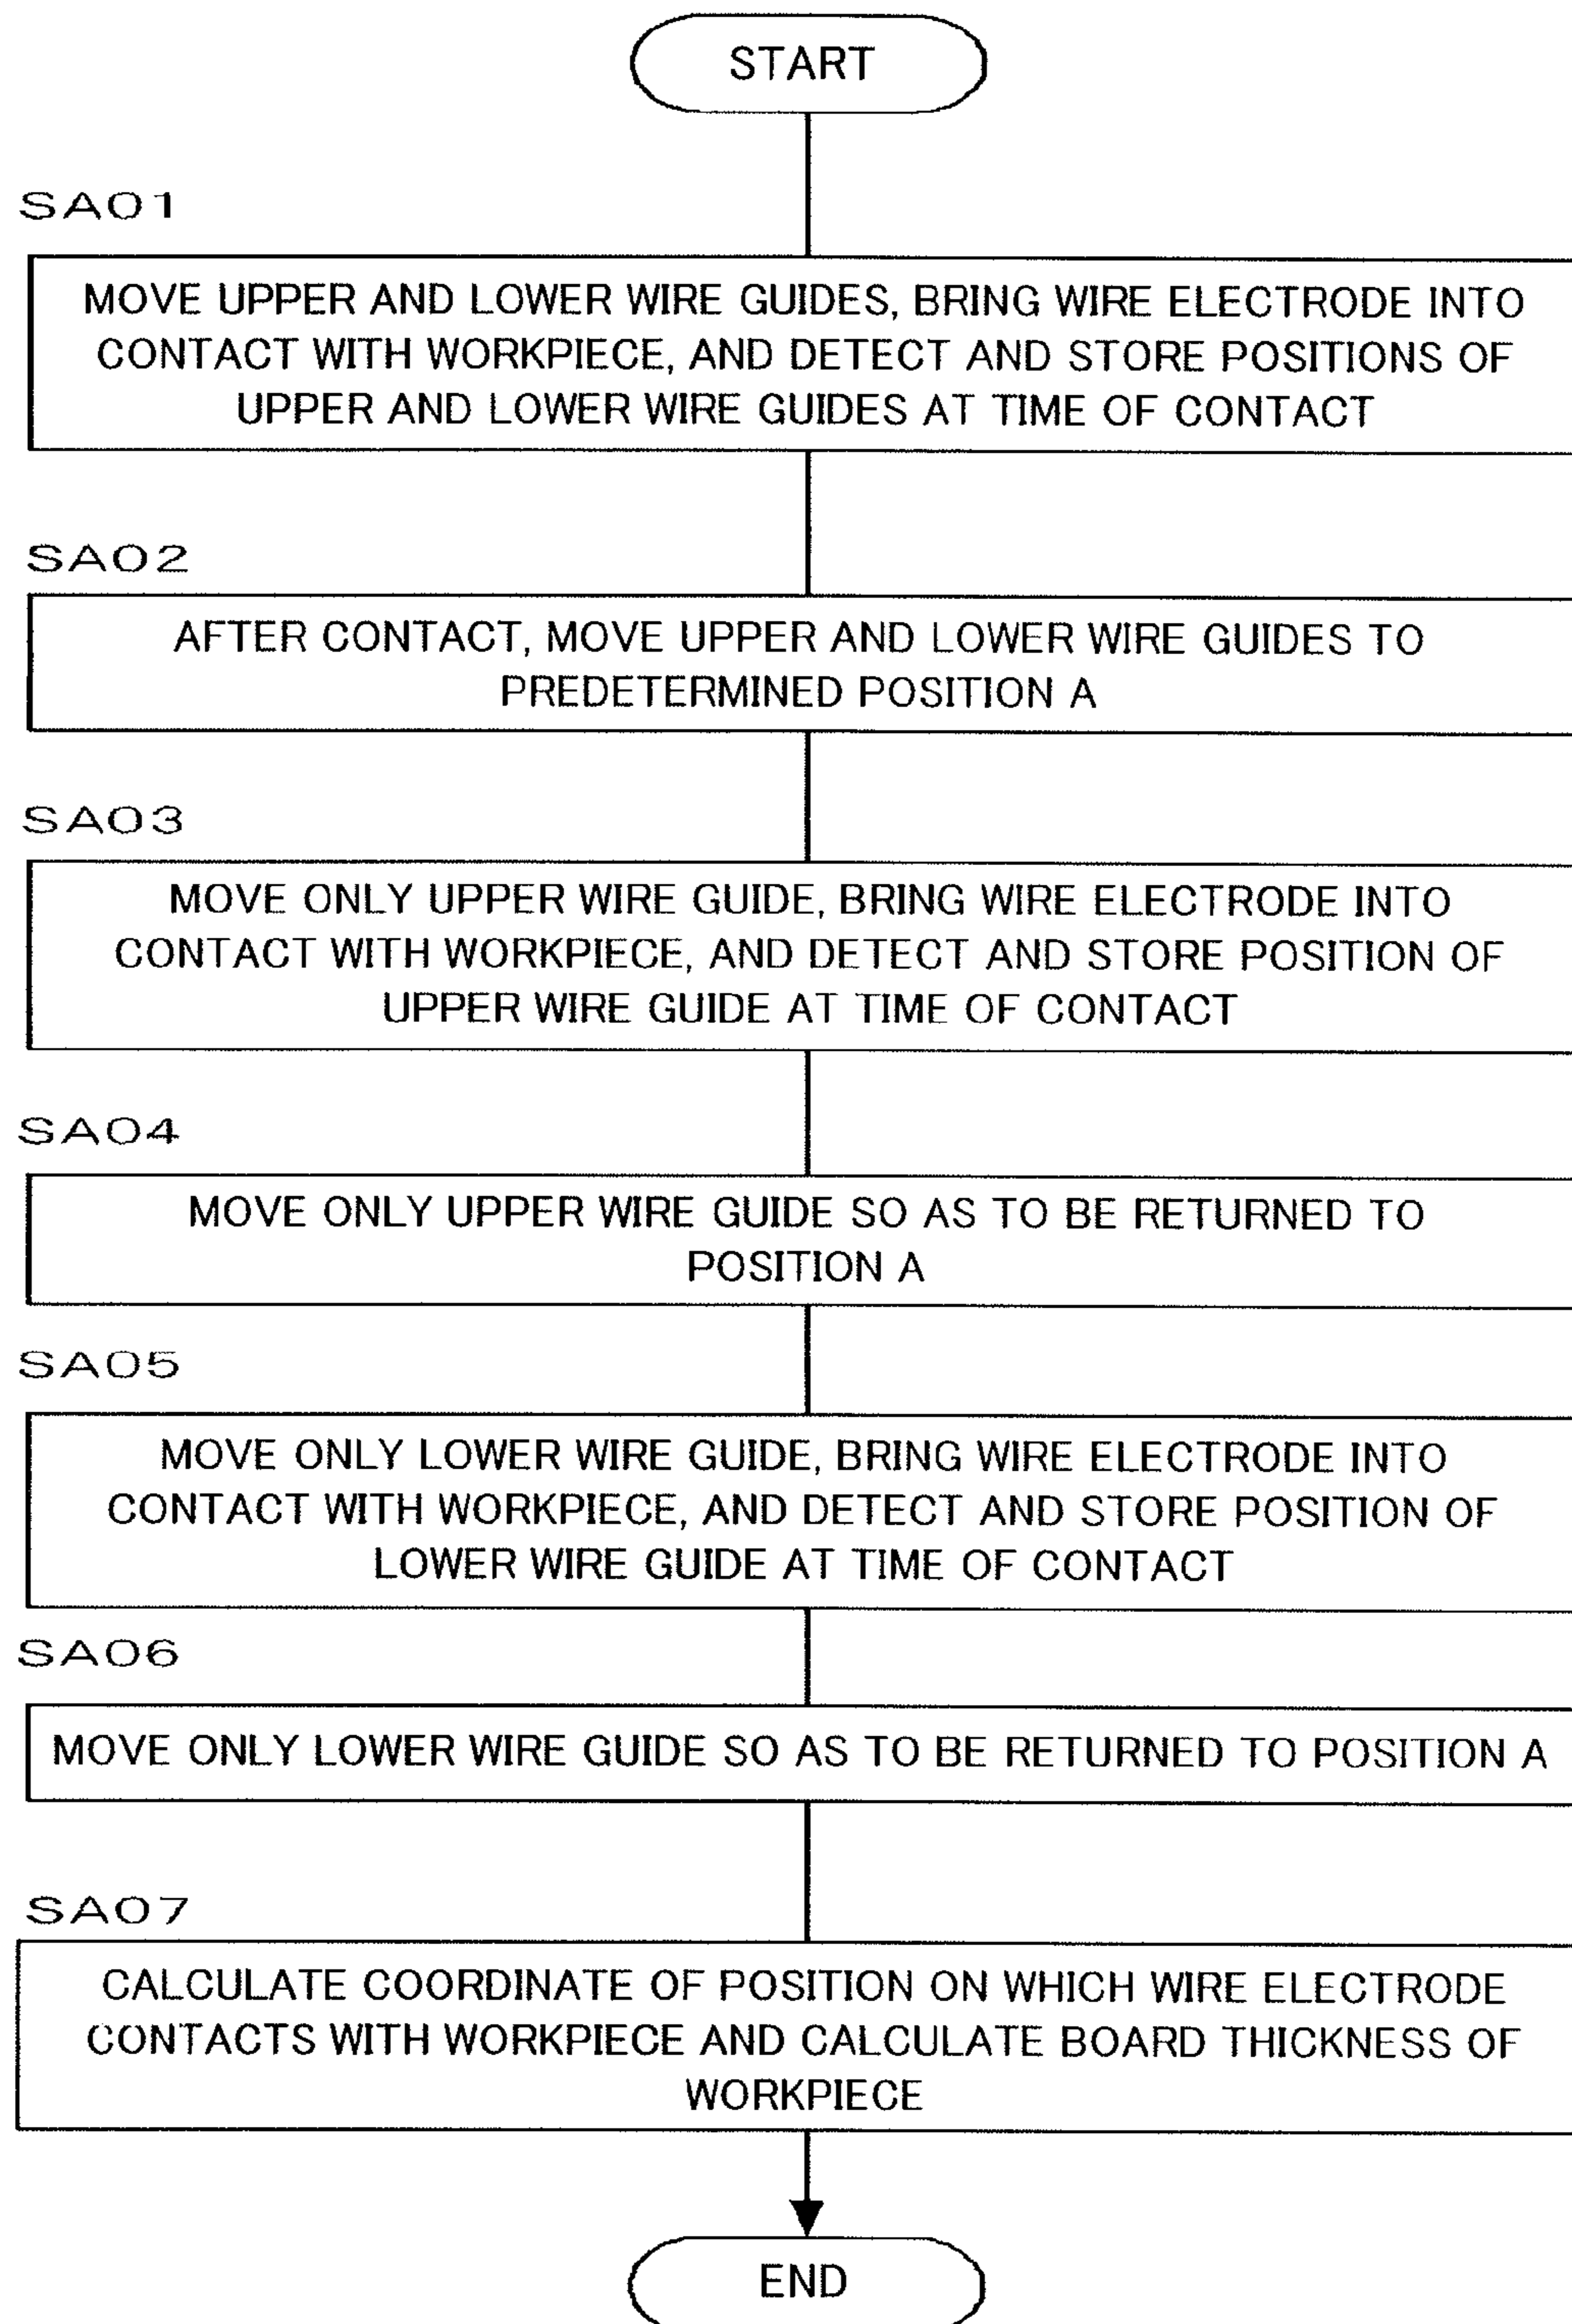 START
SA01
MOVE UPPER AND LOWER WIRE GUIDES, BRING WIRE ELECTRODE INTO
CONTACT WITH WORKPIECE, AND DETECT AND STORE POSITIONS OF
UPPER AND LOWER WIRE GUIDES AT TIME OF CONTACT
SA02
AFTER CONTACT, MOVE UPPER AND LOWER WIRE GUIDES TO
PREDETERMINED POSITION A
SA03
MOVE ONLY UPPER WIRE GUIDE, BRING WIRE ELECTRODE INTO
CONTACT WITH WORKPIECE, AND DETECT AND STORE POSITION OF
UPPER WIRE GUIDE AT TIME OF CONTACT
SA04
MOVE ONLY UPPER WIRE GUIDE SO AS TO BE RETURNED TO
POSITION A
SA05
MOVE ONLY LOWER WIRE GUIDE, BRING WIRE ELECTRODE INTO
CONTACT WITH WORKPIECE, AND DETECT AND STORE POSITION OF
LOWER WIRE GUIDE AT TIME OF CONTACT
SA06
MOVE ONLY LOWER WIRE GUIDE SO AS TO BE RETURNED TO POSITION A
SA07
CALCULATE COORDINATE OF POSITION ON WHICH WIRE ELECTRODE
CONTACTS WITH WORKPIECE AND CALCULATE BOARD THICKNESS OF
WORKPIECE
END